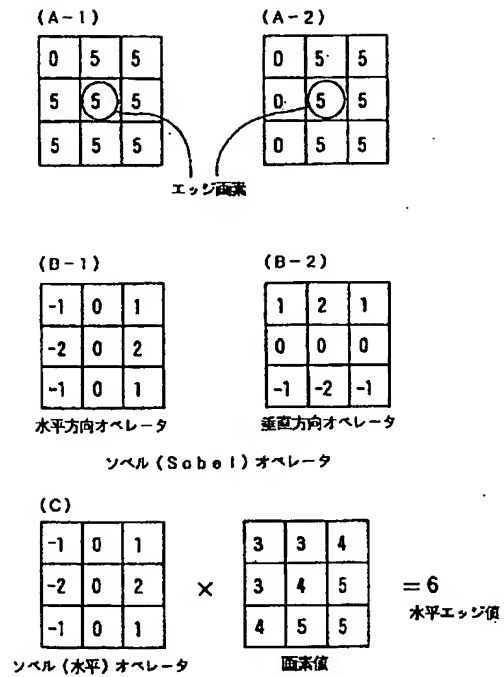 (A-1) (A-2)
0 5 5 0 5 5
5 5 5 0 5 5
5 5 5 0 5 5
エッジ画素
(B-1) (B-2)
-1 0 1 1 2 1
-2 0 2 0 0 0
-1 0 1 -1 -2 -1
水平方向オペレータ 垂直方向オペレータ
ソベル(Sobel)オペレータ
(C)
-1 0 1 3 3 4
-2 0 2 × 3 4 5 =6
-1 0 1 4 5 5 水平エッジ値
ソベル(水平)オペレータ 画素値